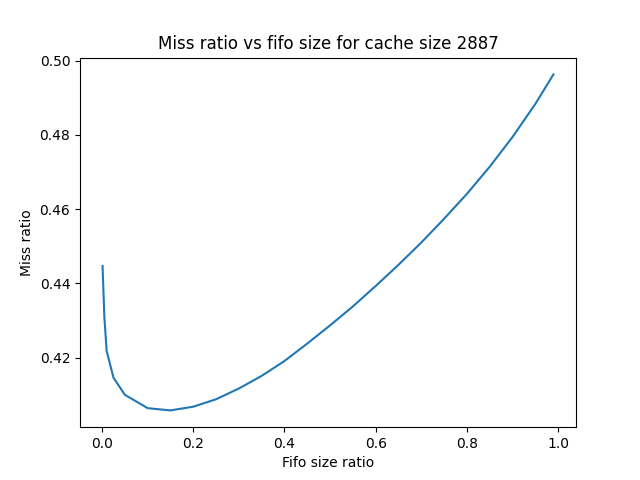 Miss ratio vs fifo size for cache size 2887
0.50
0.48
0.46
0.44
0.42
Miss ratio
0.0 0.2 0.4 0.6 0.8 1.0
Fifo size ratio